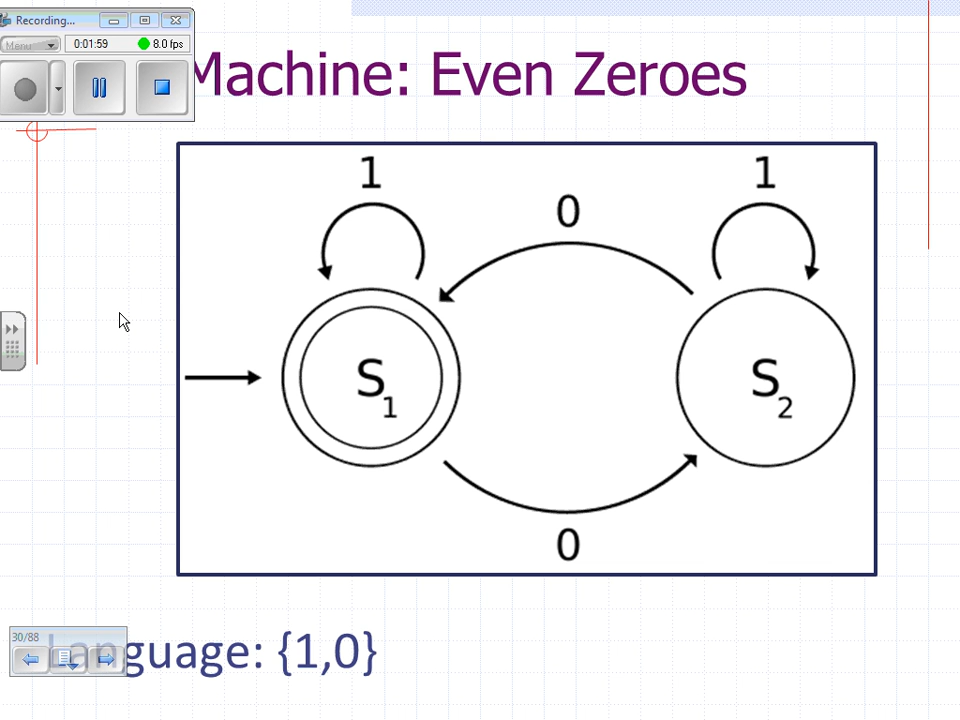 Recording...
Menu
0:01:59
8.0 fps
Machine: Even Zeroes
1
1
0
S1
S2
0
30/88
Language: {1,0}